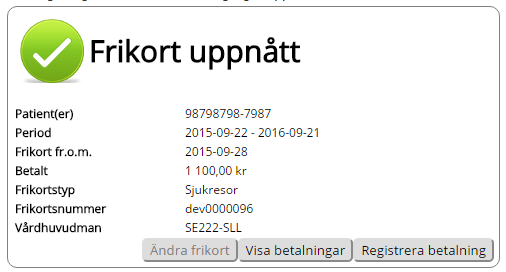 Frikort uppnått
Patient(er) 98798798-7987
Period 2015-09-22 - 2016-09-21
Frikort fr.o.m. 2015-09-28
Betalt 1 100,00 kr
Frikortstyp Sjukresor
Frikortsnummer dev0000096
Vårdhuvudman SE222-SLL
Ändra frikort Visa betalningar Registrera betalning